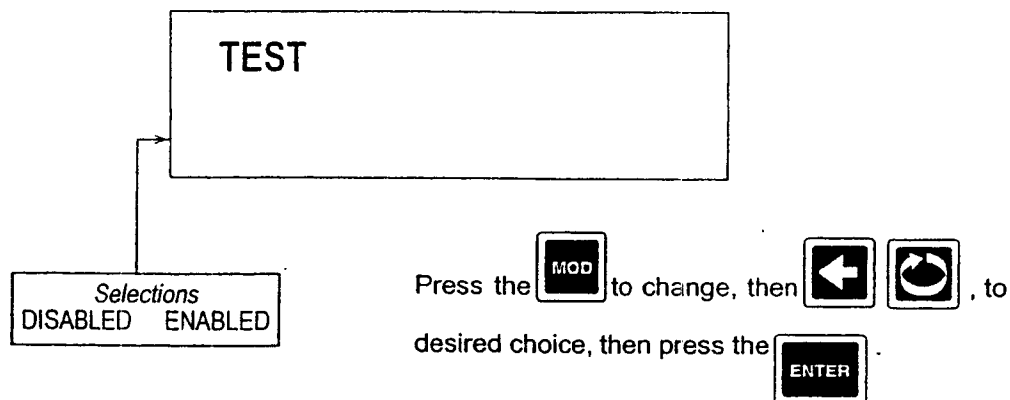 TEST
Selections
DISABLED ENABLED
Press the MOD to change, then , to
desired choice, then press the ENTER .